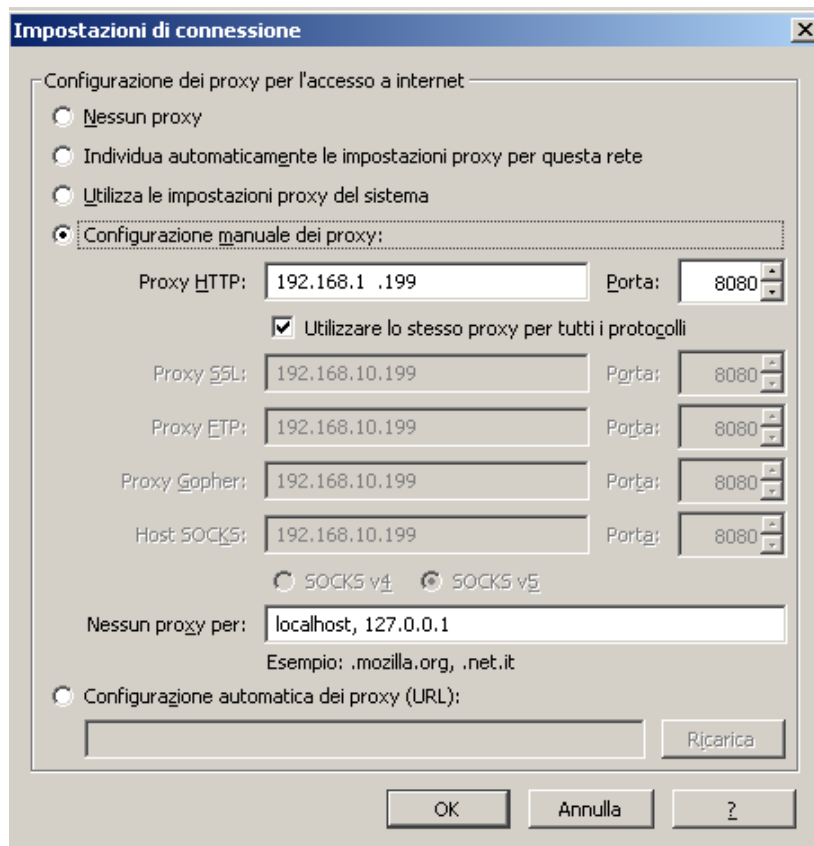 Impostazioni di connessione
Configurazione dei proxy per l'accesso a internet
Nessun proxy
Individua automaticamente le impostazioni proxy per questa rete
Utilizza le impostazioni proxy del sistema
Configurazione manuale dei proxy:
Proxy HTTP: 192.168.1 .199 Porta: 8080
Utilizzare lo stesso proxy per tutti i protocolli
Proxy SSL: 192.168.10.199 Porta: 8080
Proxy FTP: 192.168.10.199 Porta: 8080
Proxy Gopher: 192.168.10.199 Porta: 8080
Host SOCKS: 192.168.10.199 Porta: 8080
SOCKS v4 SOCKS v5
Nessun proxy per: localhost, 127.0.0.1
Esempio: .mozilla.org, .net.it
Configurazione automatica dei proxy (URL):
Ricarica
OK Annulla ?